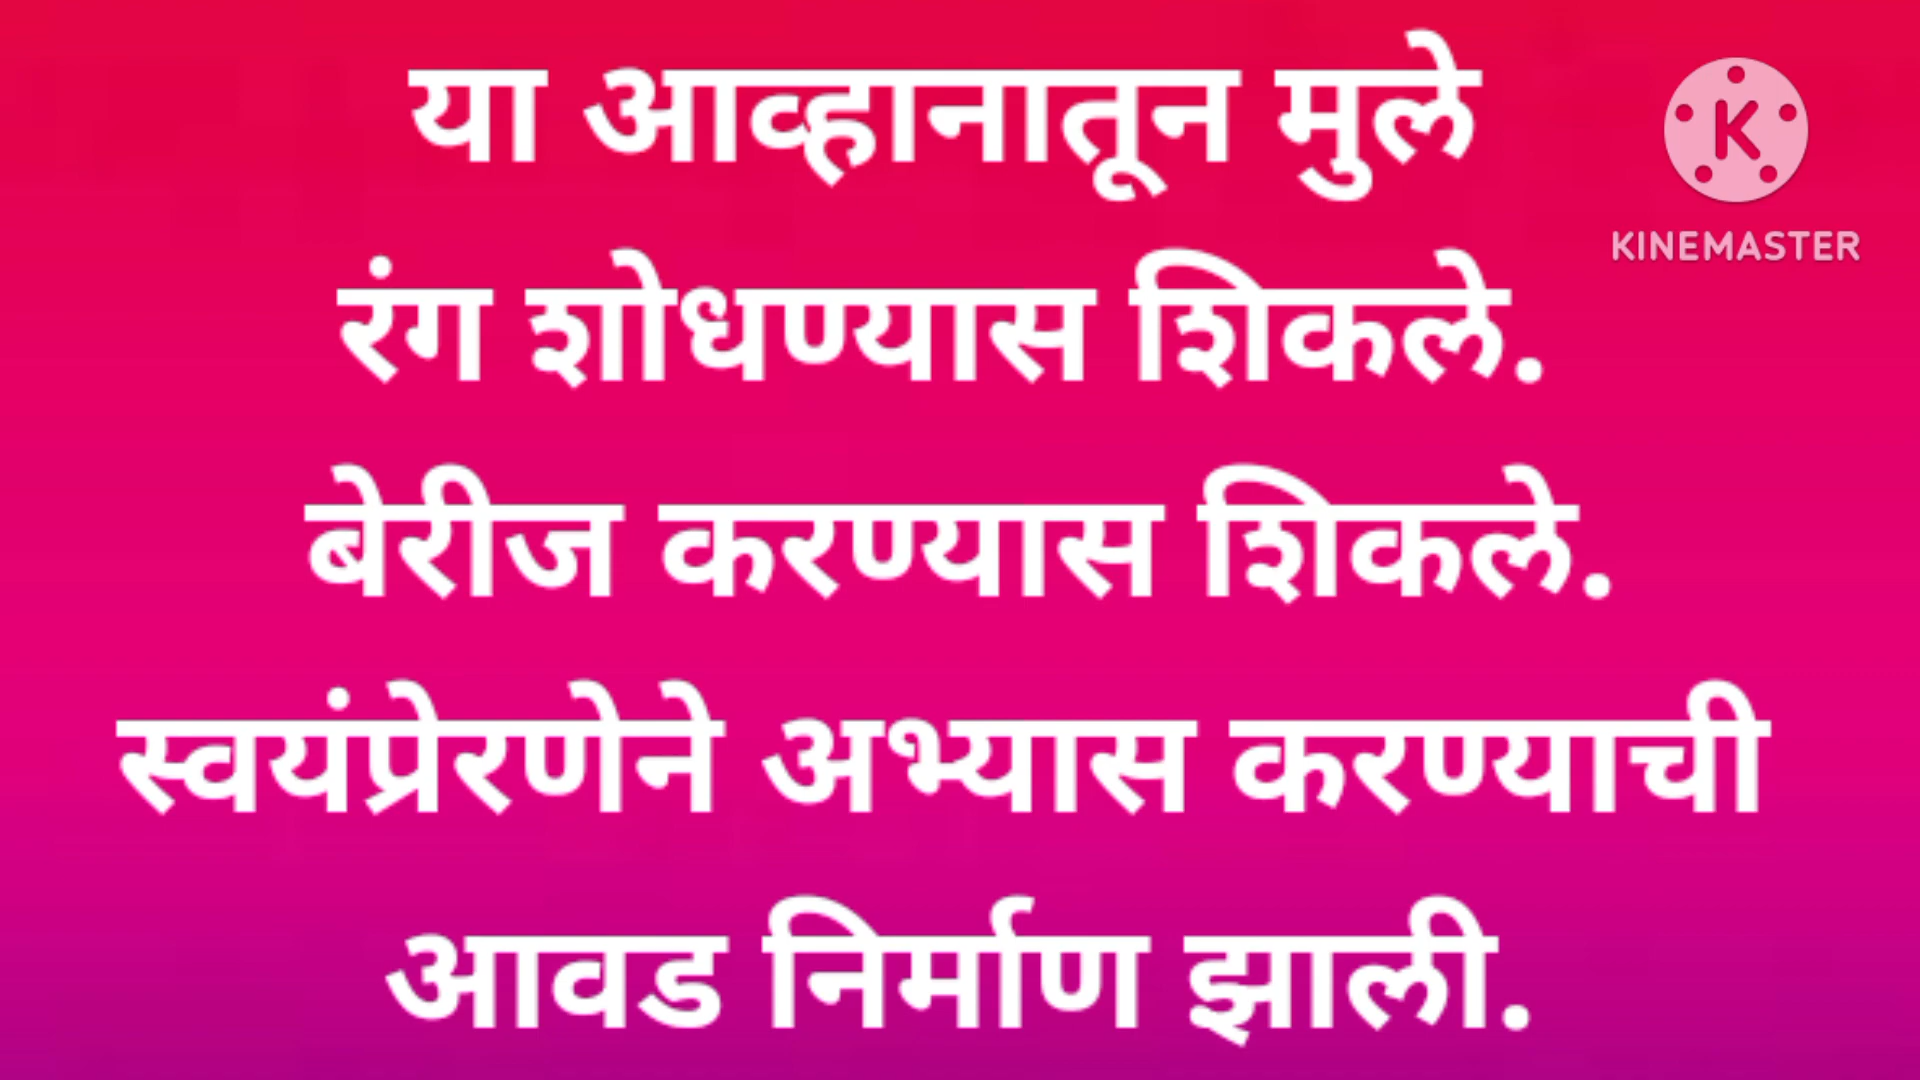 या आव्हानातून मुले
KINEMASTER
रंग शोधण्यास शिकले.
बेरीज करण्यास शिकले.
स्वयंप्रेरणेने अभ्यास करण्याची
आवड निर्माण झाली.